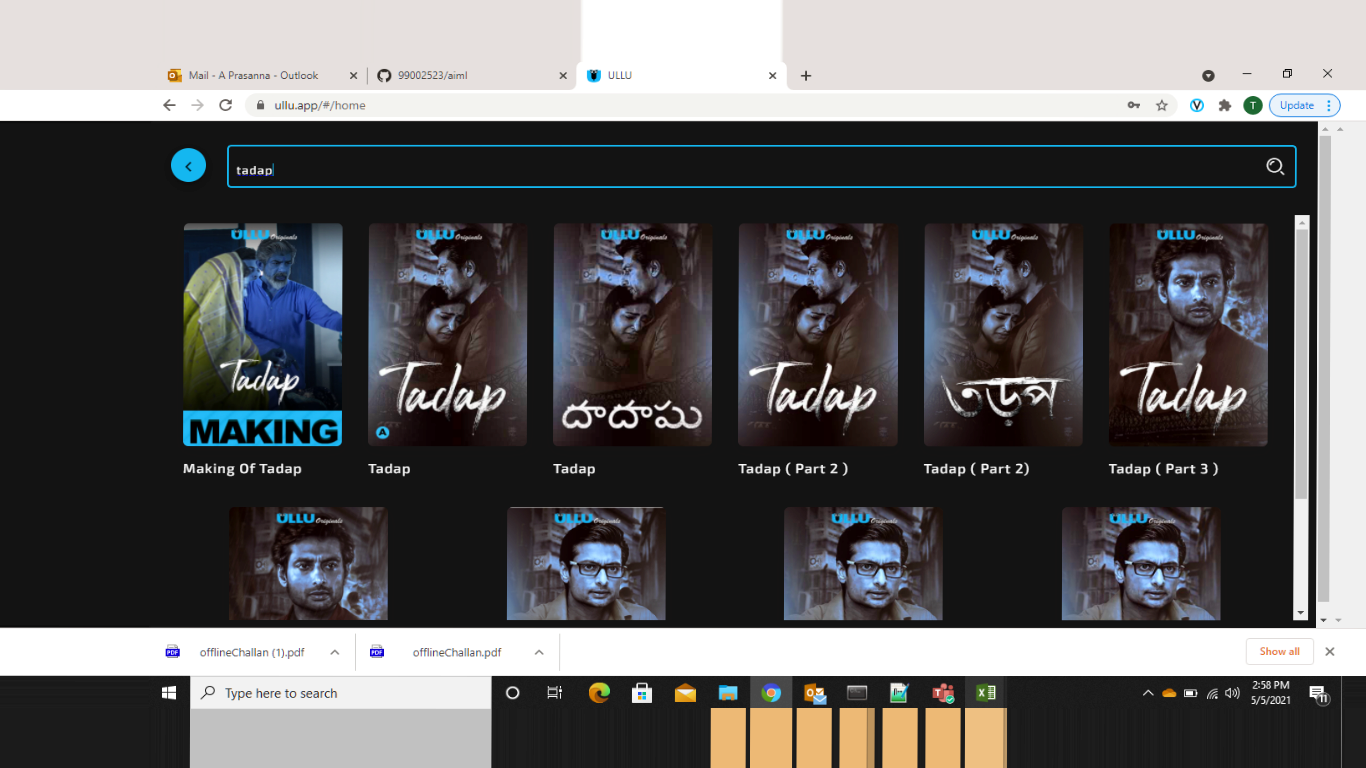 Mail - A Prasanna - Outlook
99002523/aiml
ULLU
ullu.app/#/home
T
Update
tadap
ULLU Originals
Tadap
MAKING
ULLU Originals
Tadap
A
ULLU Originals
దాదాపు
ULLU Originals
Tadap
ULLU Originals
তড়প
ULLU Originals
Tadap
Making Of Tadap
Tadap
Tadap
Tadap ( Part 2 )
Tadap ( Part 2)
Tadap ( Part 3 )
ULLU Originals
ULLU Originals
ULLU Originals
ULLU Originals
PDF
offlineChallan (1).pdf
PDF
offlineChallan.pdf
Show all
Type here to search
2:58 PM
5/5/2021
11